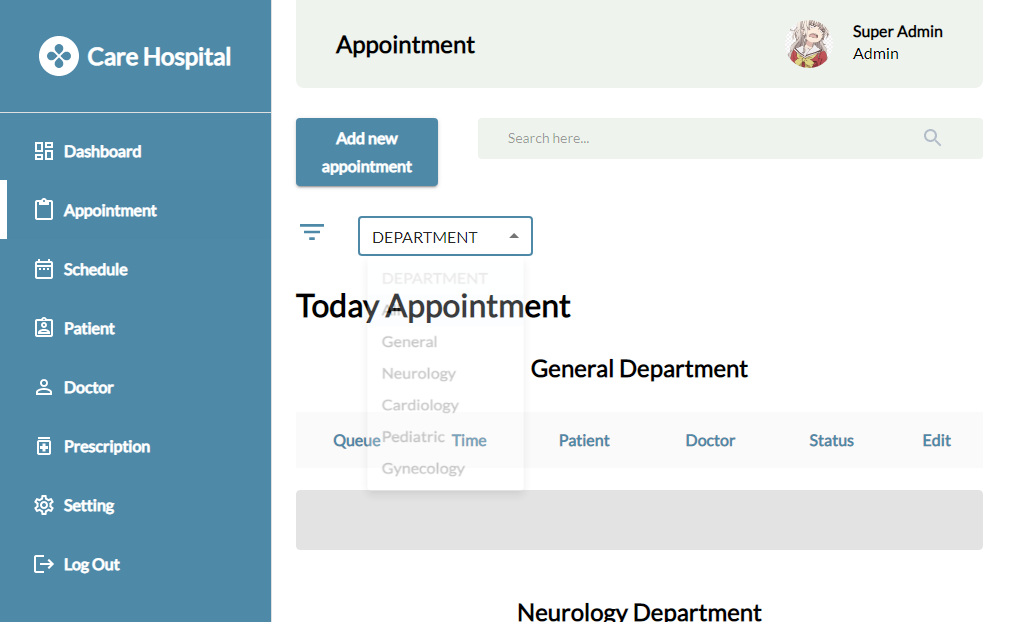 Care Hospital
Dashboard
Appointment
Schedule
Patient
Doctor
Prescription
Setting
Log Out
Appointment
Super Admin
Admin
Add new
appointment
Search here...
DEPARTMENT
DEPARTMENT
All
General
Neurology
Cardiology
Pediatric
Gynecology
Today Appointment
General Department
Queue Time Patient Doctor Status Edit
Neurology Department